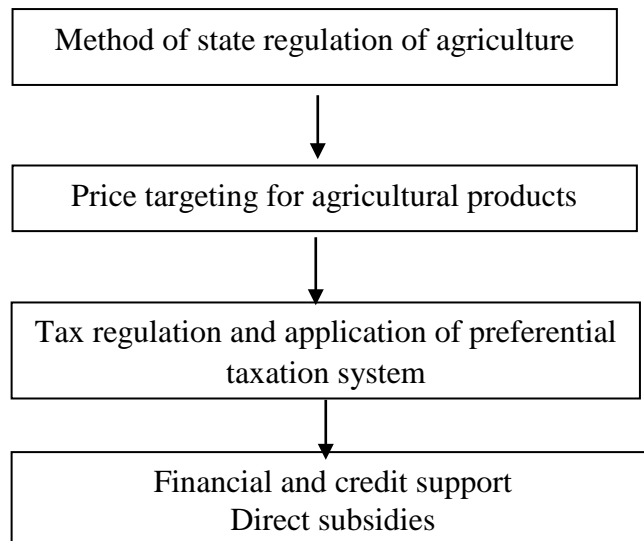 Method of state regulation of agriculture
Price targeting for agricultural products
Tax regulation and application of preferential
taxation system
Financial and credit support
Direct subsidies